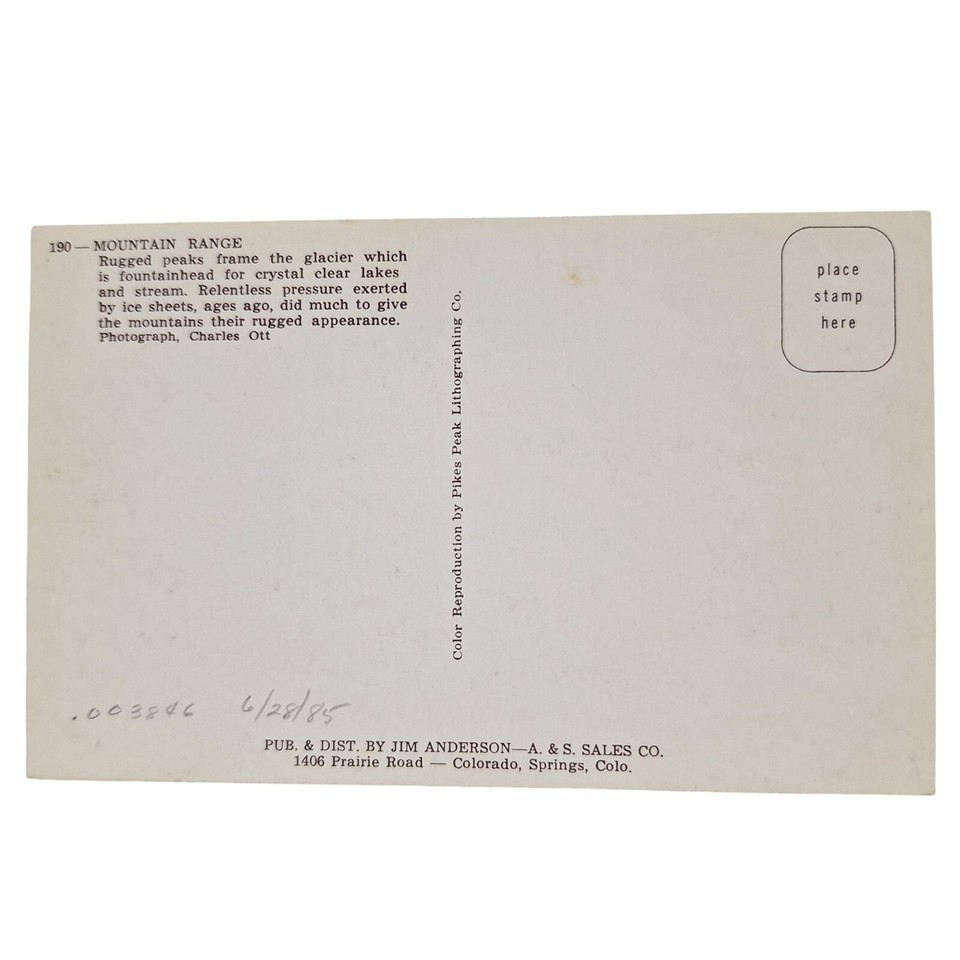 190 — MOUNTAIN RANGE
Rugged peaks frame the glacier which
is fountainhead for crystal clear lakes
and stream. Relentless pressure exerted
by ice sheets, ages ago, did much to give
the mountains their rugged appearance.
Photograph, Charles Ott
Color Reproduction by Pikes Peak Lithographing Co.
place
stamp
here
.003846 6/28/85
PUB. & DIST. BY JIM ANDERSON—A. & S. SALES CO.
1406 Prairie Road — Colorado, Springs, Colo.